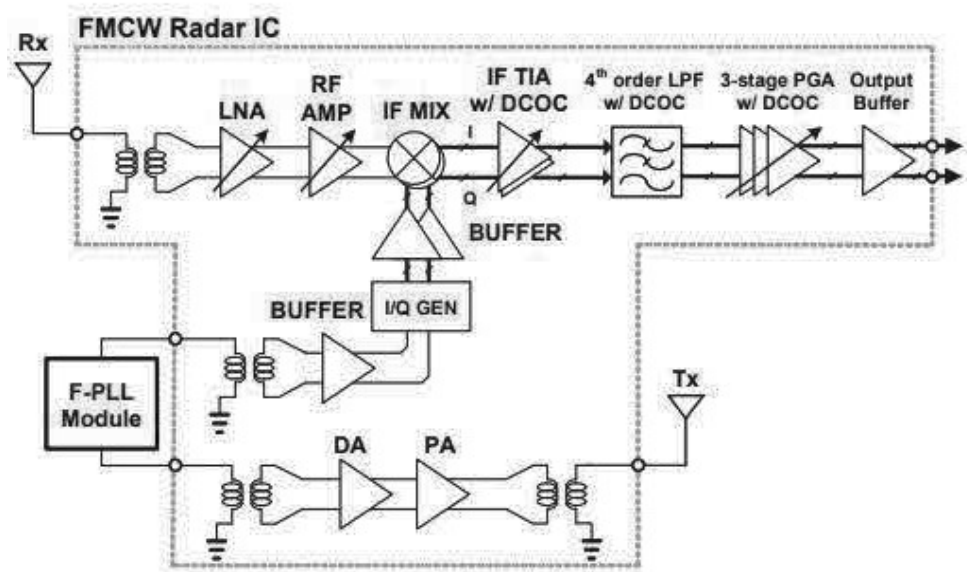 FMCW Radar IC
Rx
LNA
RF
AMP
IF MIX
I
Q
IF TIA
w/ DCOC
4th order LPF
w/ DCOC
3-stage PGA
w/ DCOC
Output
Buffer
BUFFER
I/Q GEN
BUFFER
F-PLL
Module
DA
PA
Tx